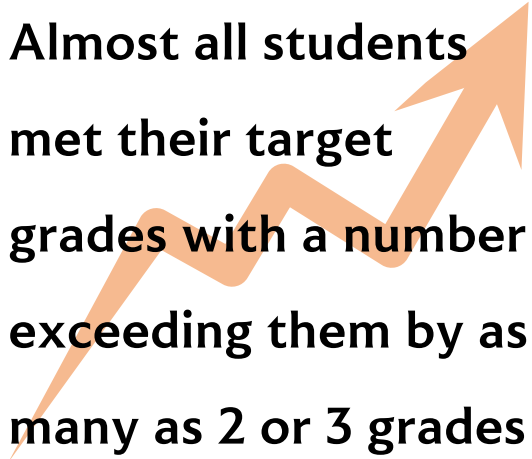 Almost all students
met their target
grades with a number
exceeding them by as
many as 2 or 3 grades